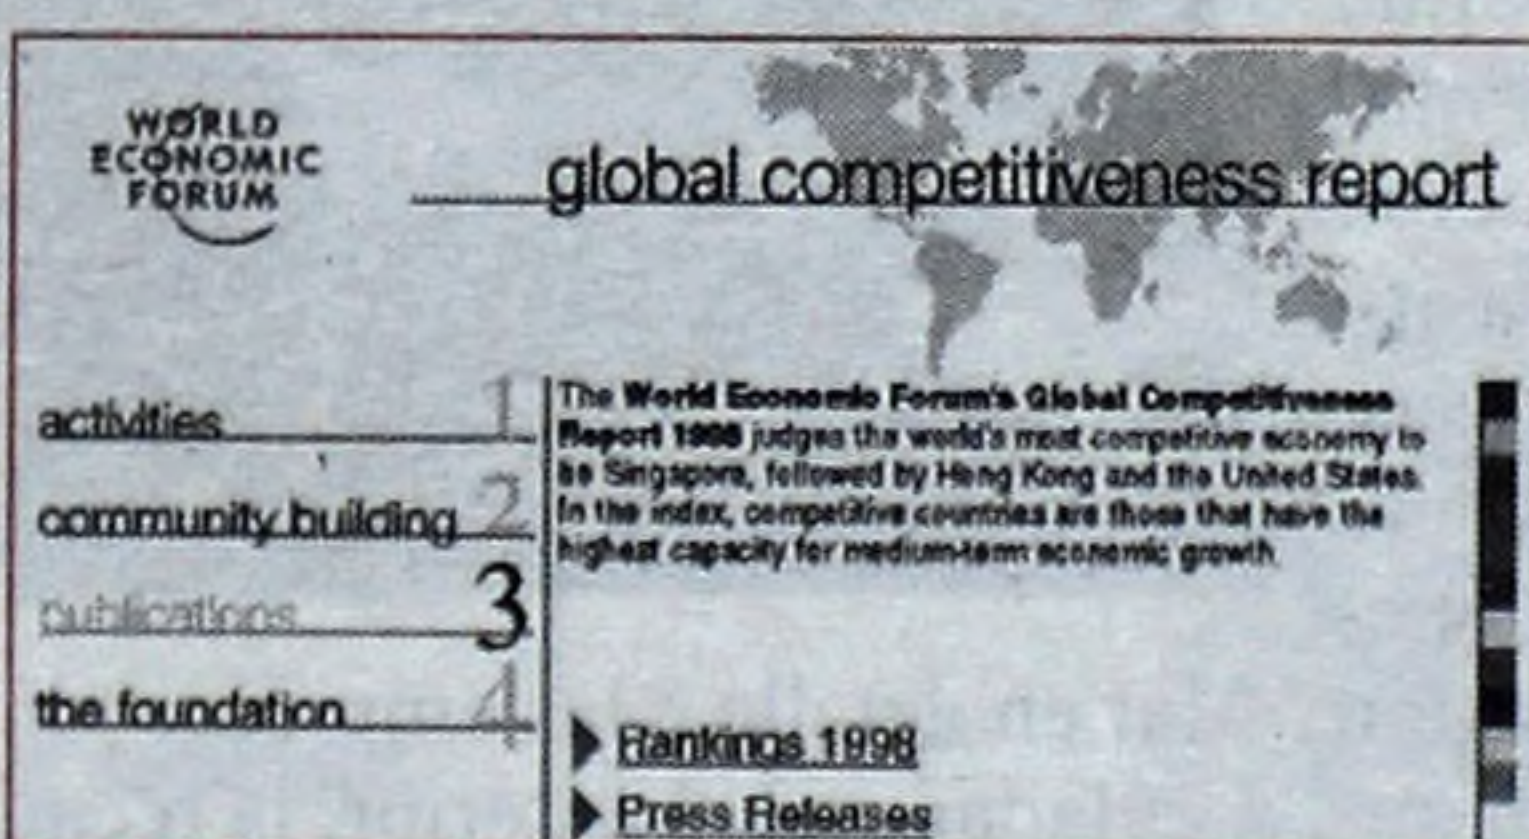 WORLD
ECONOMIC
FORUM
global competitiveness report
activities 1
community building 2
publications 3
the foundation 4
The World Economic Forum's Global Competitiveness
Report 1998 judges the world's most competitive economy to
be Singapore, followed by Hong Kong and the United States.
In the index, competitive countries are those that have the
highest capacity for medium-term economic growth.
Rankings 1998
Press Releases